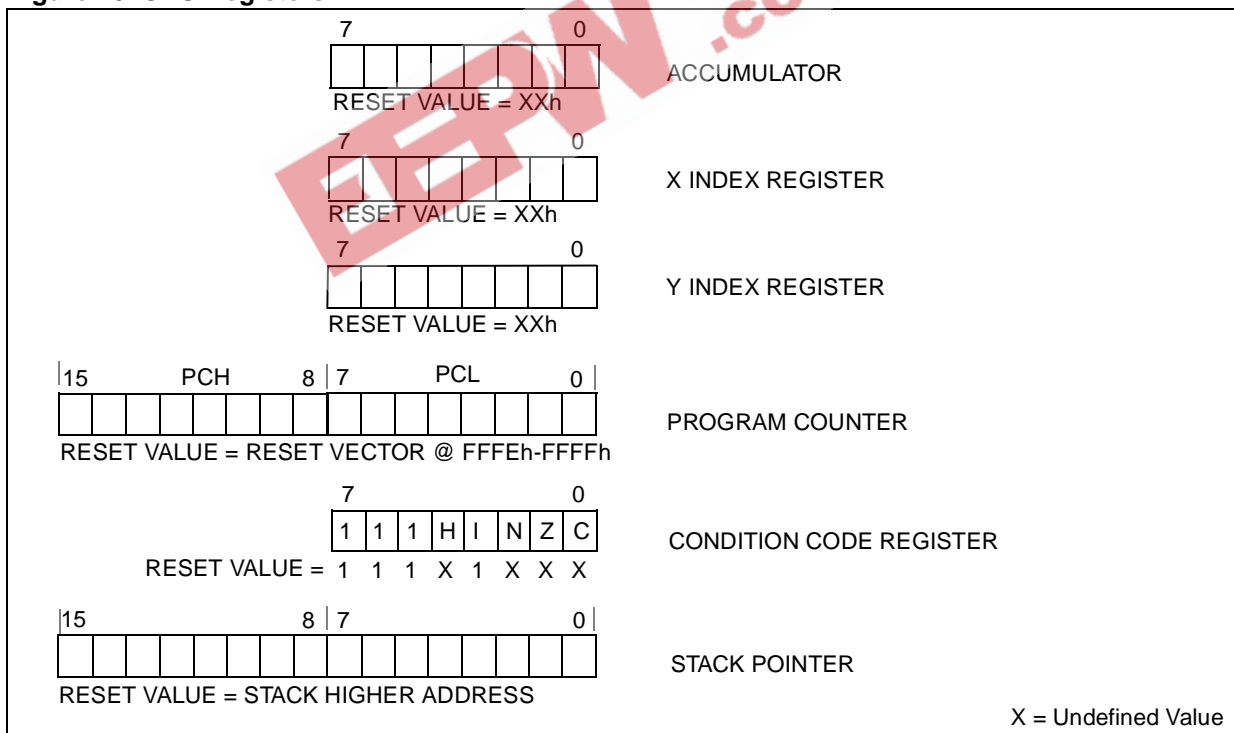 7 0
ACCUMULATOR
RESET VALUE = XXh
7 0
X INDEX REGISTER
RESET VALUE = XXh
7 0
Y INDEX REGISTER
RESET VALUE = XXh
15 PCH 8 7 PCL 0
PROGRAM COUNTER
RESET VALUE = RESET VECTOR @ FFFEh-FFFFh
7 0
1 1 1 H I N Z C
CONDITION CODE REGISTER
RESET VALUE = 1 1 1 X 1 X X X
15 8 7 0
STACK POINTER
RESET VALUE = STACK HIGHER ADDRESS
X = Undefined Value
EEPW .co